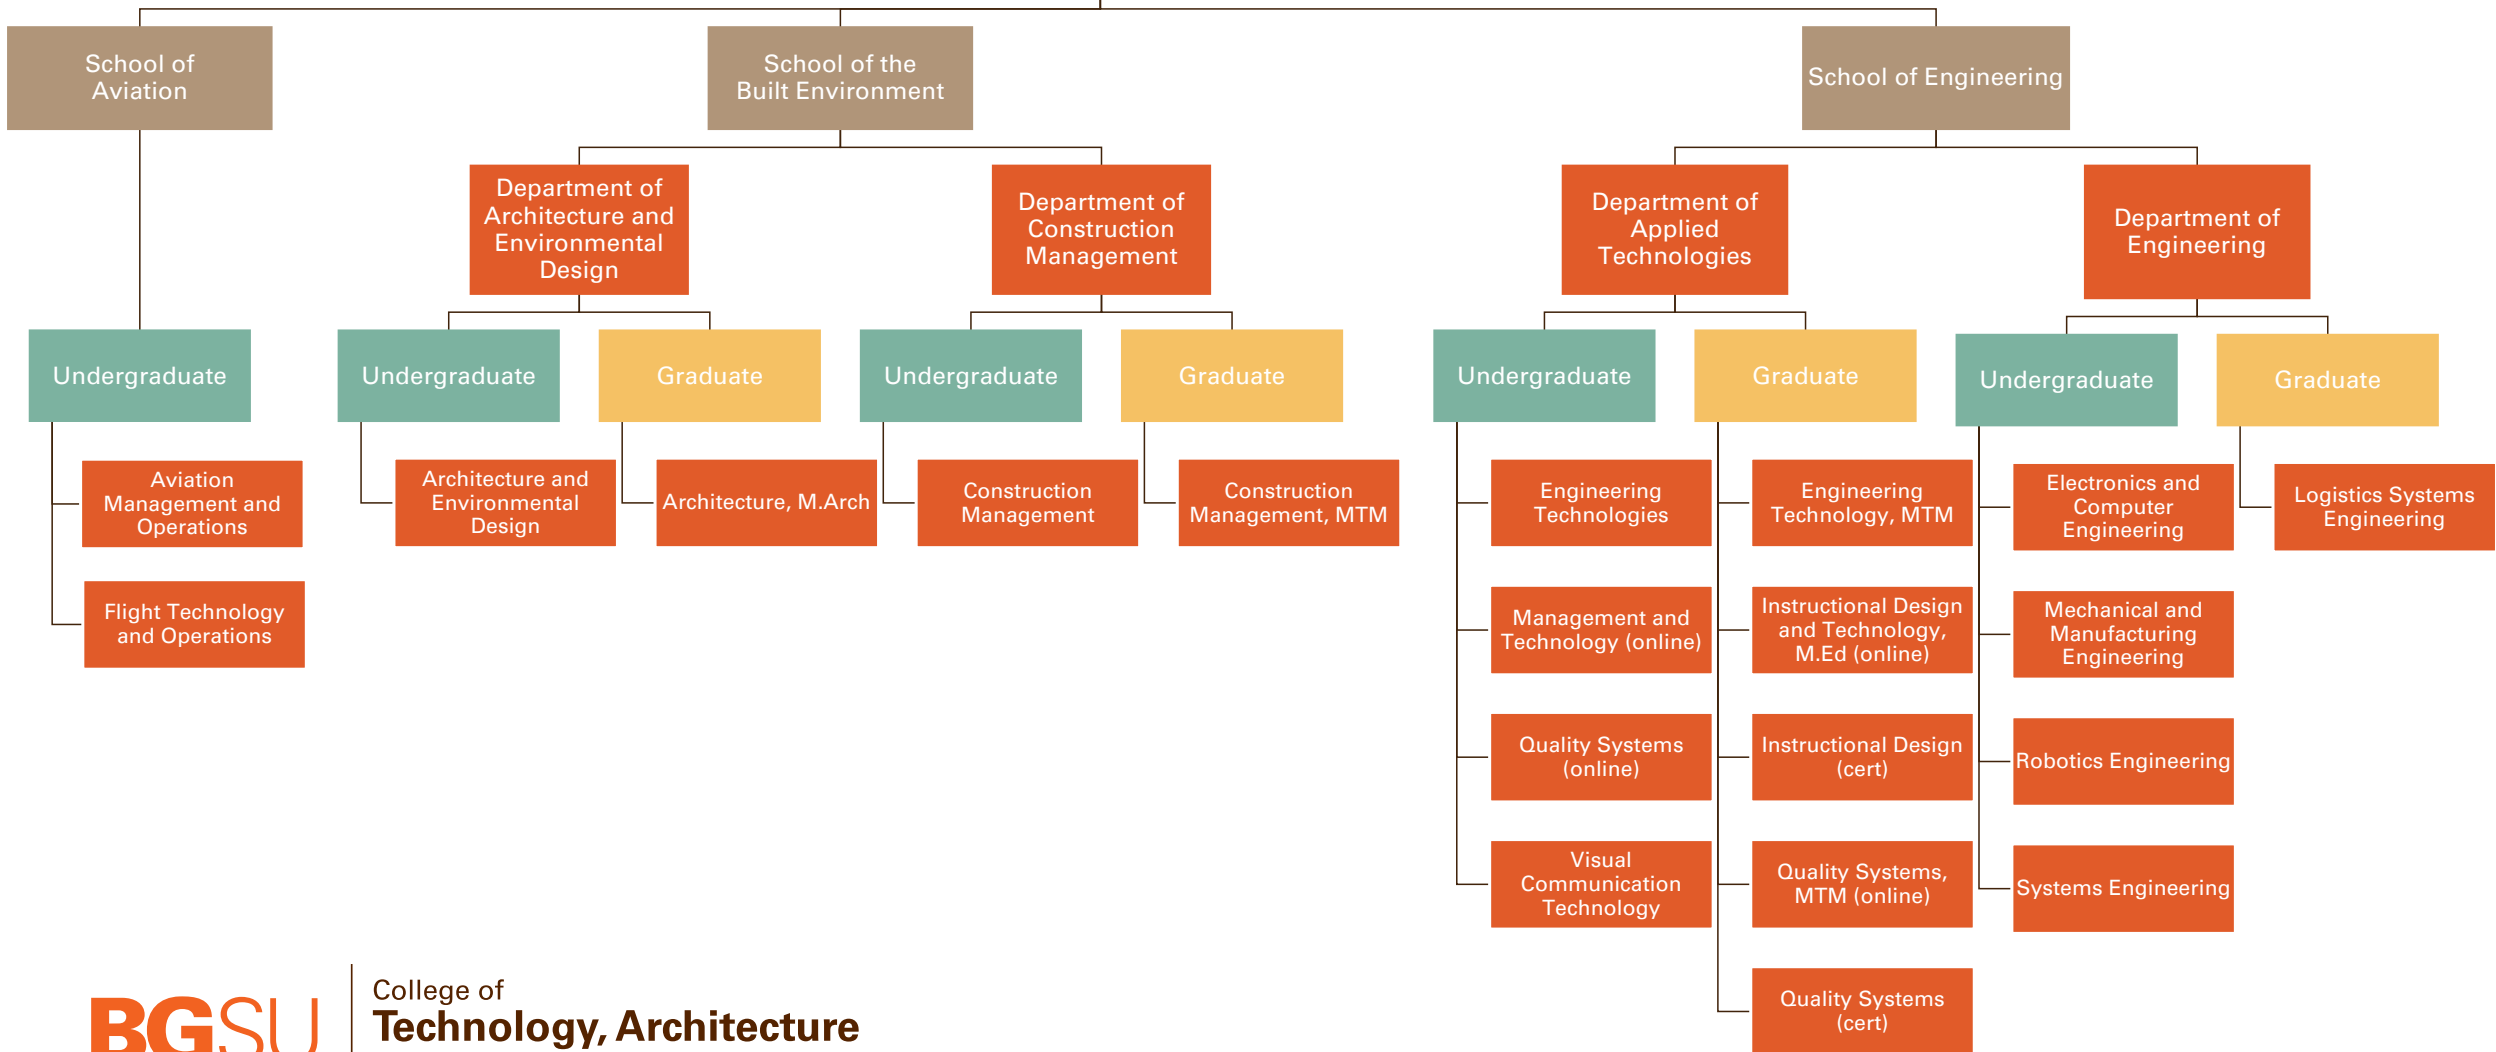 School of
Aviation
School of the
Built Environment
School of Engineering
Department of
Architecture and
Environmental
Design
Department of
Construction
Management
Department of
Applied
Technologies
Department of
Engineering
Undergraduate
Undergraduate
Graduate
Undergraduate
Graduate
Undergraduate
Graduate
Undergraduate
Graduate
Aviation
Management and
Operations
Flight Technology
and Operations
Architecture and
Environmental
Design
Architecture, M.Arch
Construction
Management
Construction
Management, MTM
Engineering
Technologies
Management and
Technology (online)
Quality Systems
(online)
Visual
Communication
Technology
Engineering
Technology, MTM
Instructional Design
and Technology,
M.Ed (online)
Instructional Design
(cert)
Quality Systems,
MTM (online)
Quality Systems
(cert)
Electronics and
Computer
Engineering
Mechanical and
Manufacturing
Engineering
Robotics Engineering
Systems Engineering
Logistics Systems
Engineering
BGSU
College of
Technology, Architecture